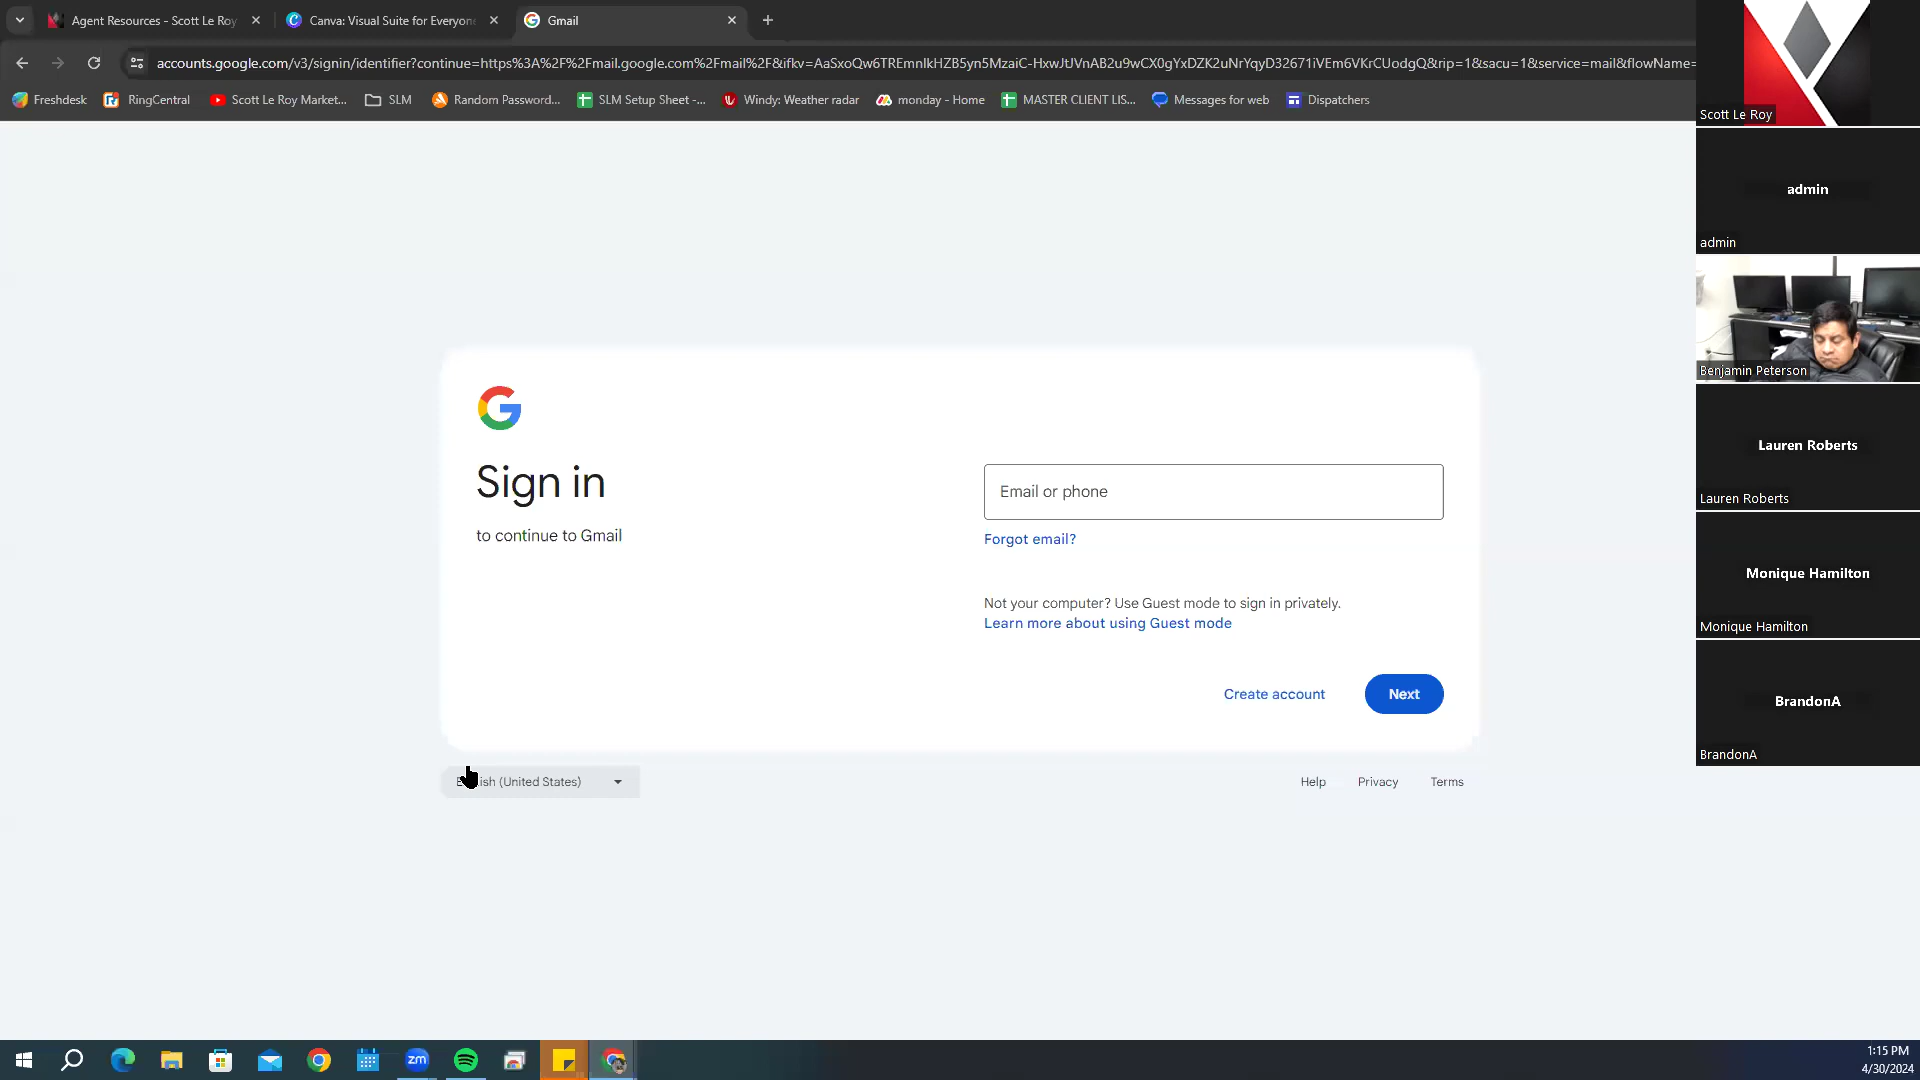 Agent Resources - Scott Le Roy
Canva: Visual Suite for Everyon
Gmail
accounts.google.com/v3/signin/identifier?continue=https%3A%2F%2Fmail.google.com%2Fmail%2F&ifkv=AaSxoQw6TREmnlkHZB5yn5MzaiC-HxwJtJVnAB2u9wCX0gYxDZK2uNrYqyD32671iVEm6VKrCUodgQ&rip=1&sacu=1&service=mail&flowName=
Freshdesk
RingCentral
Scott Le Roy Market...
SLM
Random Password...
SLM Setup Sheet -...
Windy: Weather radar
monday - Home
MASTER CLIENT LIS...
Messages for web
Dispatchers
Scott Le Roy
admin
admin
Benjamin Peterson
Lauren Roberts
Lauren Roberts
Monique Hamilton
Monique Hamilton
BrandonA
BrandonA
Sign in
to continue to Gmail
Email or phone
Forgot email?
Not your computer? Use Guest mode to sign in privately.
Learn more about using Guest mode
Create account
Next
(United States)
Help
Privacy
Terms
zm
1:15 PM
4/30/2024